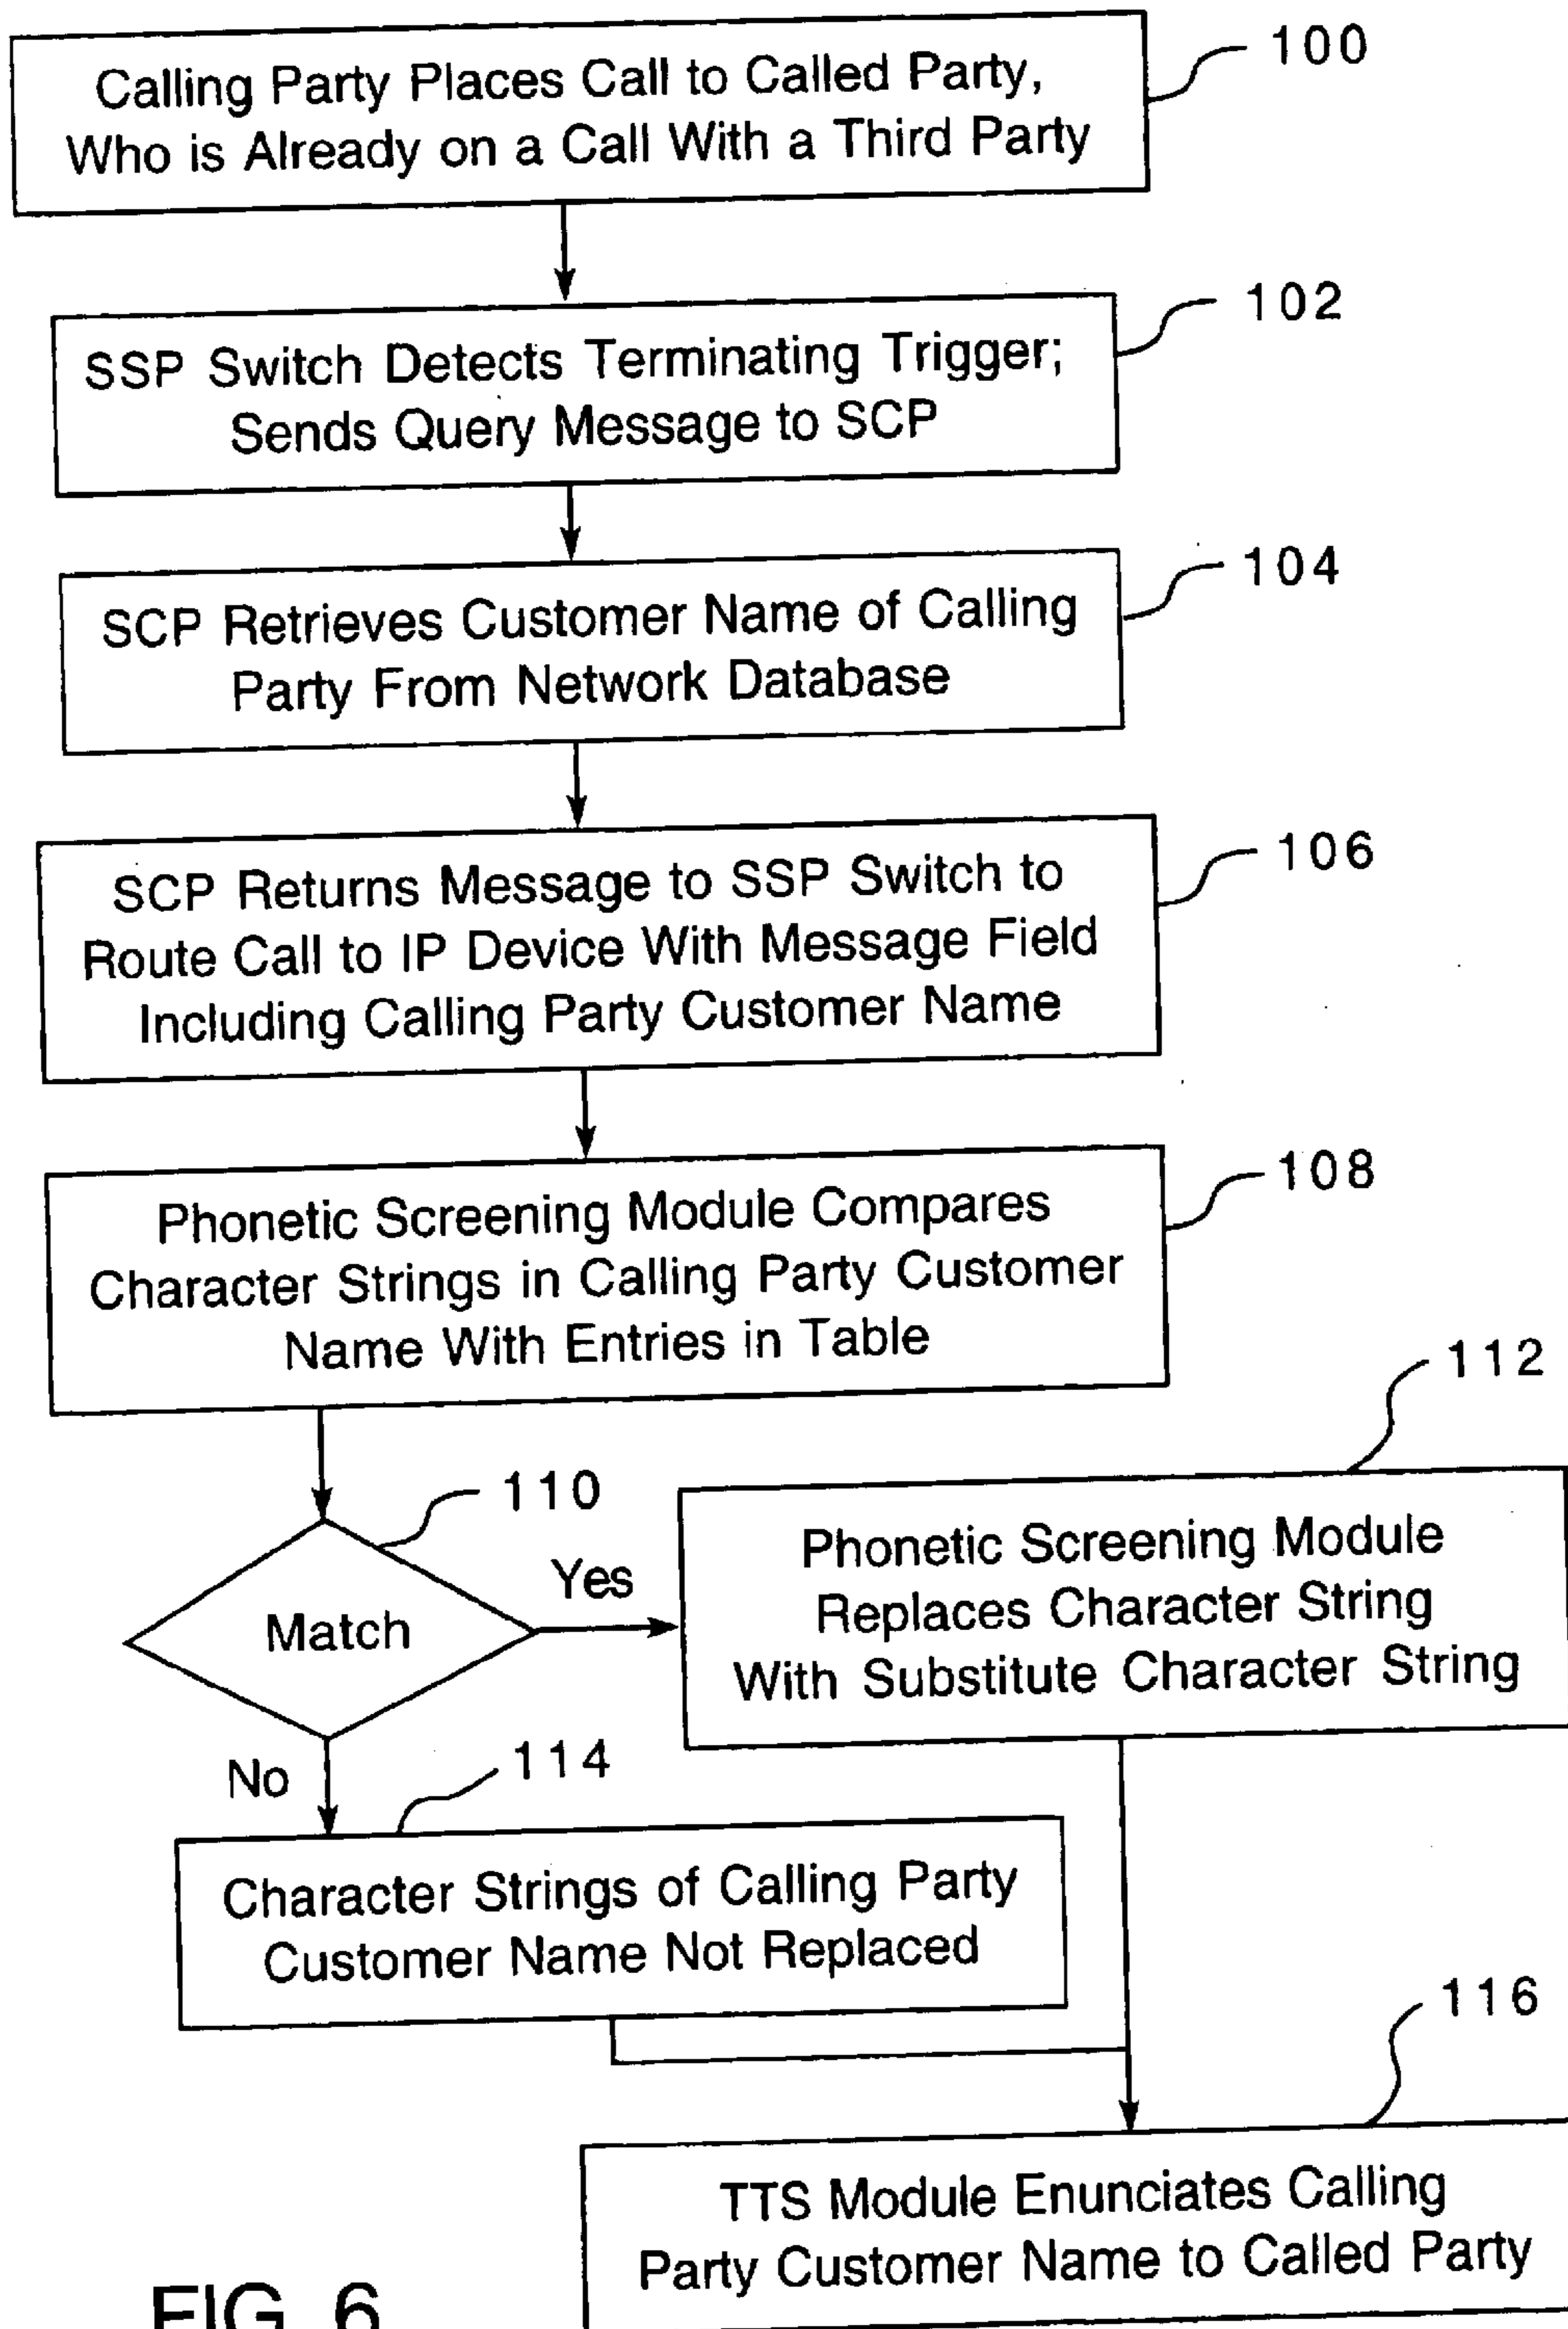 100
Calling Party Places Call to Called Party,
Who is Already on a Call With a Third Party
102
SSP Switch Detects Terminating Trigger;
Sends Query Message to SCP
104
SCP Retrieves Customer Name of Calling
Party From Network Database
106
SCP Returns Message to SSP Switch to
Route Call to IP Device With Message Field
Including Calling Party Customer Name
108
Phonetic Screening Module Compares
Character Strings in Calling Party Customer
Name With Entries in Table
110
Match
Yes
112
Phonetic Screening Module
Replaces Character String
With Substitute Character String
No
114
Character Strings of Calling Party
Customer Name Not Replaced
116
TTS Module Enunciates Calling
Party Customer Name to Called Party
FIG. 6